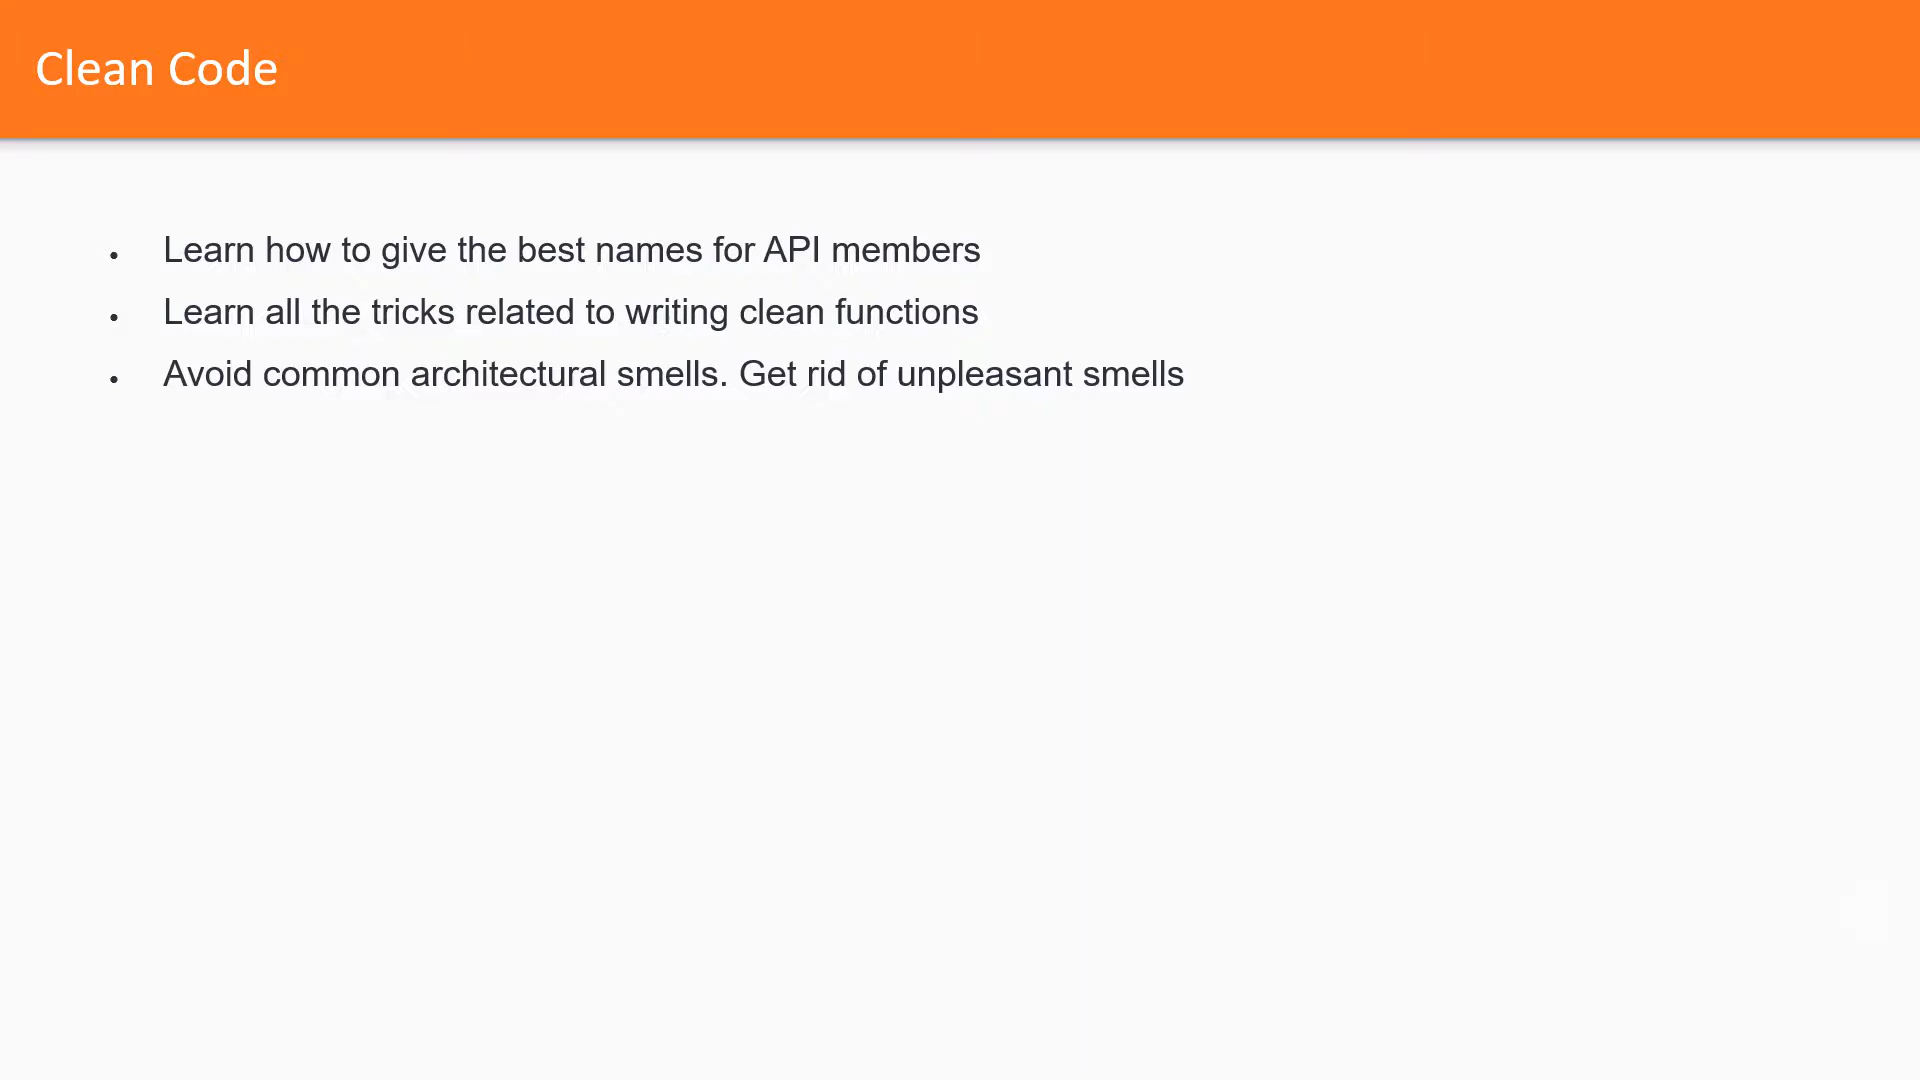 Clean Code
• Learn how to give the best names for API members
• Learn all the tricks related to writing clean functions
• Avoid common architectural smells. Get rid of unpleasant smells